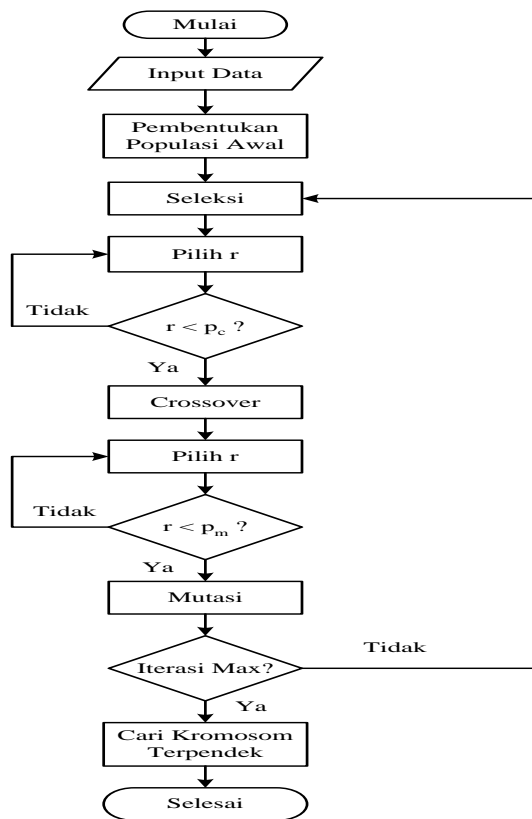 Mulai
Input Data
Pembentukan
Populasi Awal
Seleksi
Pilih r
Tidak
r < pc ?
Ya
Crossover
Pilih r
Tidak
r < pm ?
Ya
Mutasi
Iterasi Max?
Tidak
Ya
Cari Kromosom
Terpendek
Selesai